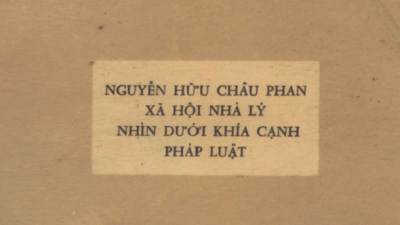 NGUYỄN HỮU CHÂU PHAN
XÃ HỘI NHÀ LÝ
NHÌN DƯỚI KHÍA CẠNH
PHÁP LUẬT